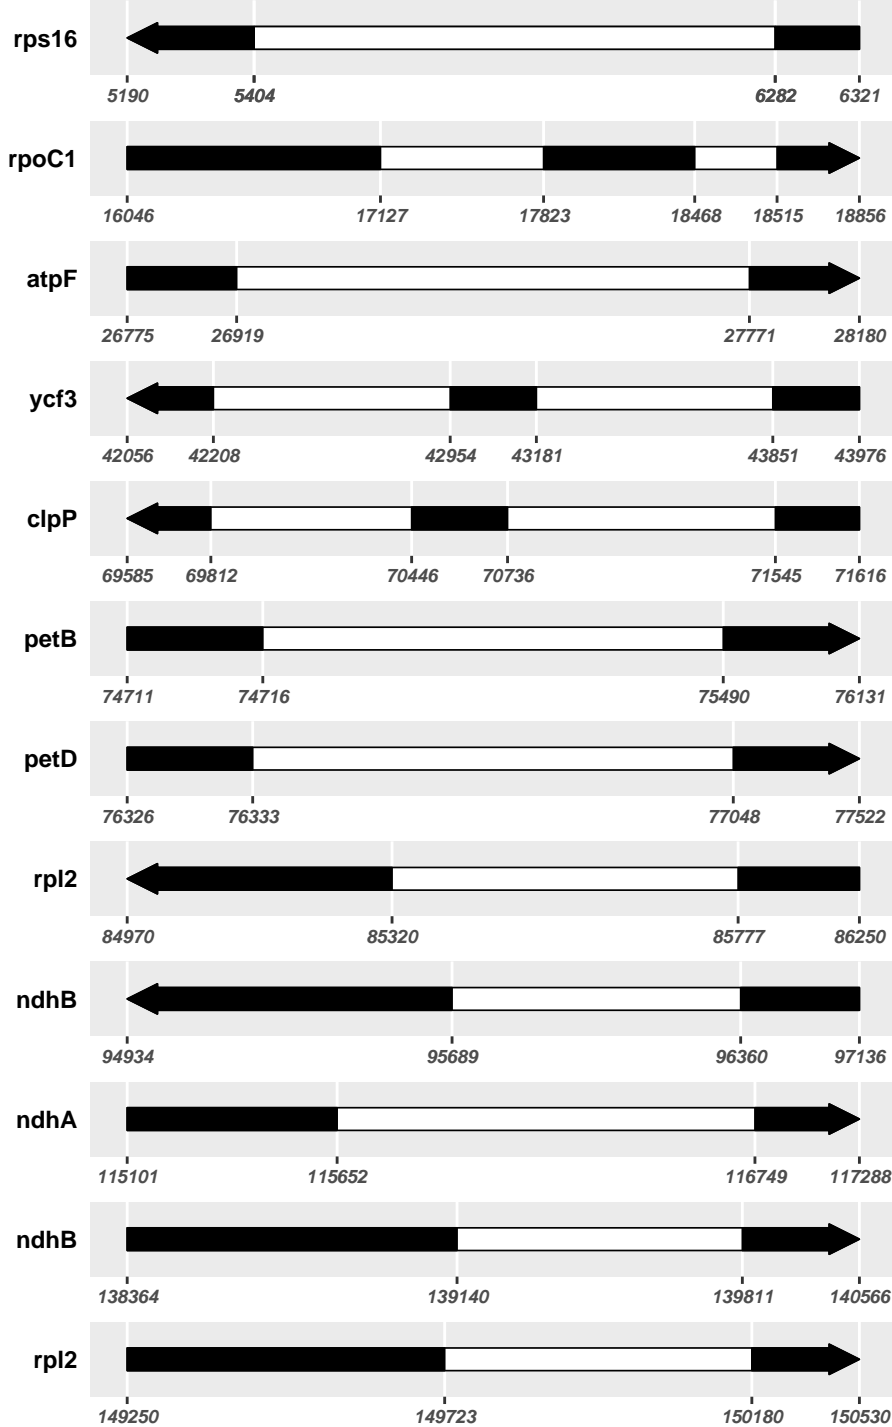 rps16
5190 5404 6282 6321
rpoC1
16046 17127 17823 18468 18515 18856
atpF
26775 26919 27771 28180
ycf3
42056 42208 42954 43181 43851 43976
clpP
69585 69812 70446 70736 71545 71616
petB
74711 74716 75490 76131
petD
76326 76333 77048 77522
rpl2
84970 85320 85777 86250
ndhB
94934 95689 96360 97136
ndhA
115101 115652 116749 117288
ndhB
138364 139140 139811 140566
rpl2
149250 149723 150180 150530